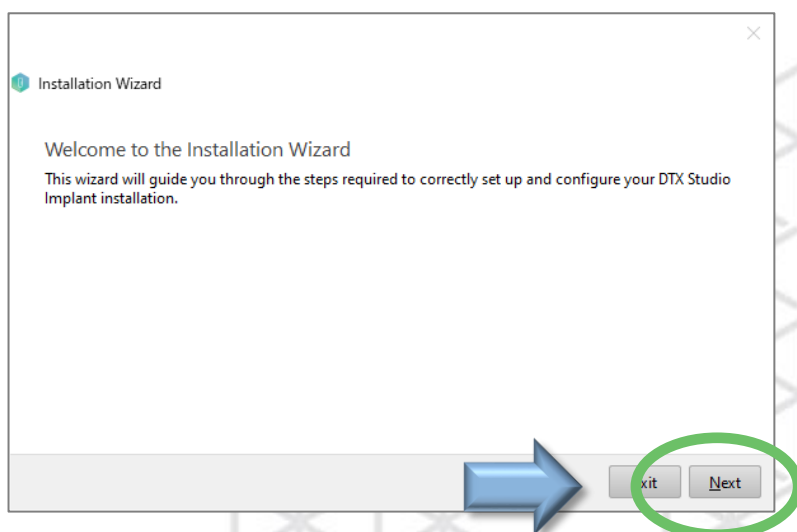 Installation Wizard
Welcome to the Installation Wizard
This wizard will guide you through the steps required to correctly set up and configure your DTX Studio
Implant installation.
Next